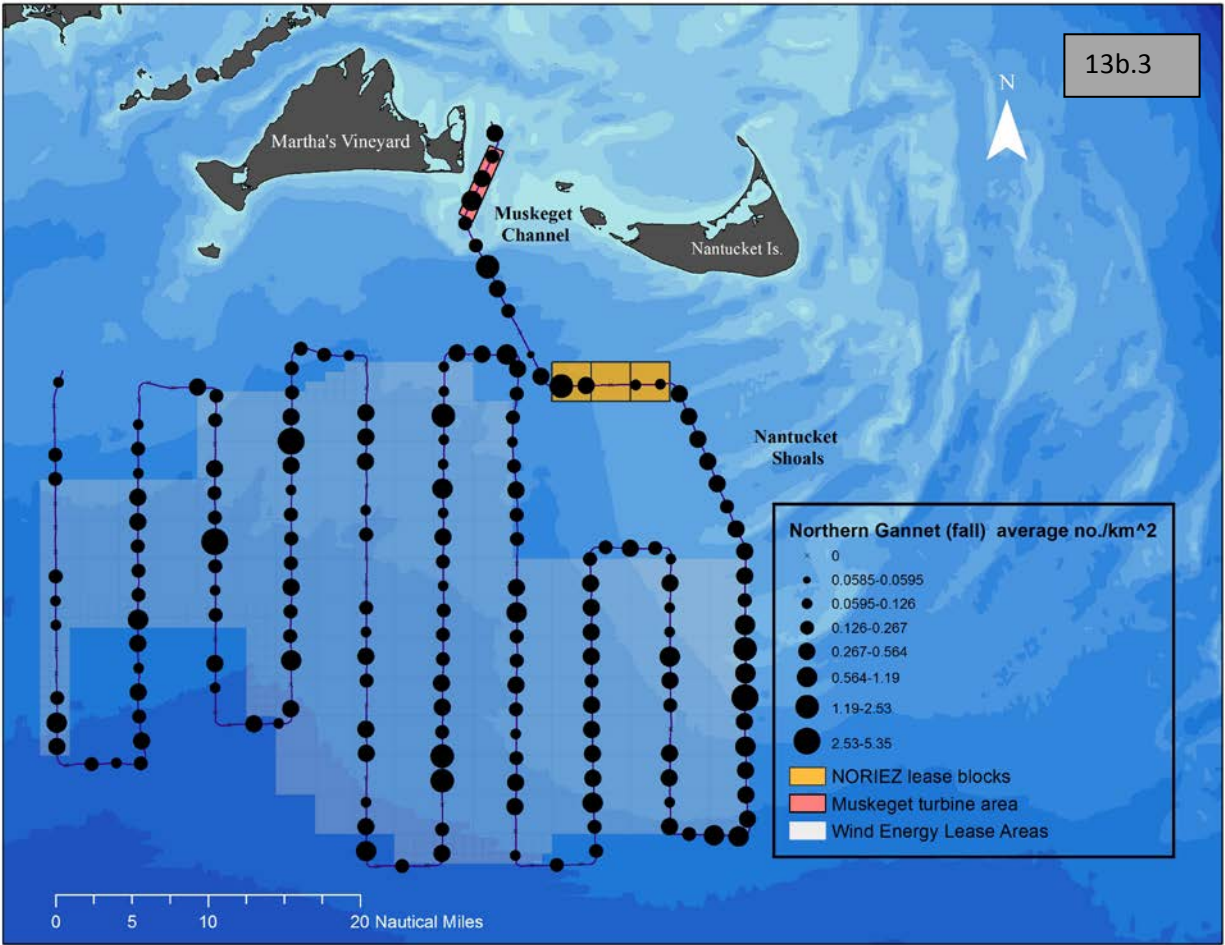 13b.3
N
Martha's Vineyard
Muskeget
Channel
Nantucket Is.
Nantucket
Shoals
Northern Gannet (fall) average no./km^2
0
0.0585-0.0595
0.0595-0.126
0.126-0.267
0.267-0.564
0.564-1.19
1.19-2.53
2.53-5.35
NORIEZ lease blocks
Muskeget turbine area
Wind Energy Lease Areas
0 5 10 20 Nautical Miles